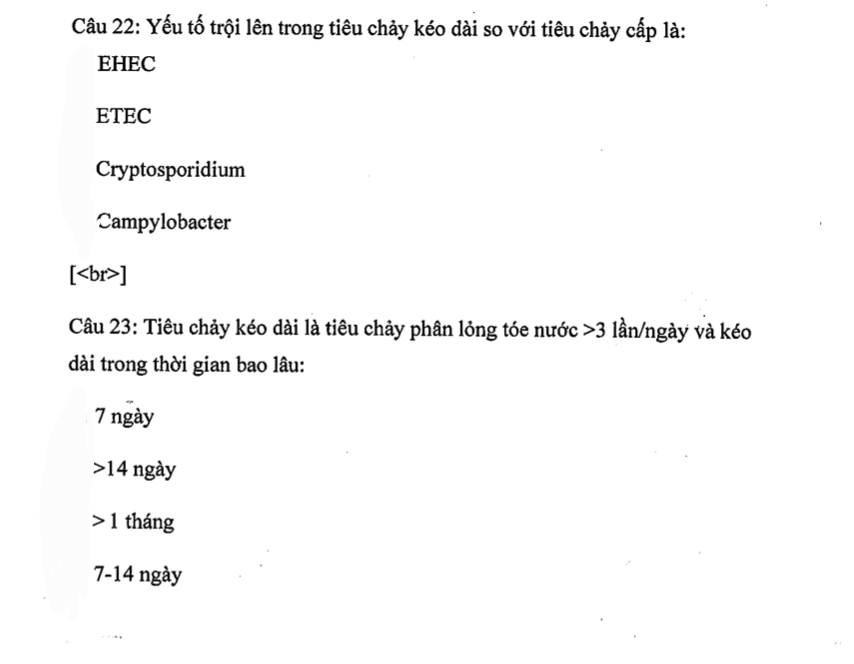 Câu 22: Yếu tố trội lên trong tiêu chảy kéo dài so với tiêu chảy cấp là:
EHEC
ETEC
Cryptosporidium
Campylobacter
[<br>]
Câu 23: Tiêu chảy kéo dài là tiêu chảy phân lỏng tóe nước >3 lần/ngày và kéo
dài trong thời gian bao lâu:
7 ngày
>14 ngày
> 1 tháng
7-14 ngày